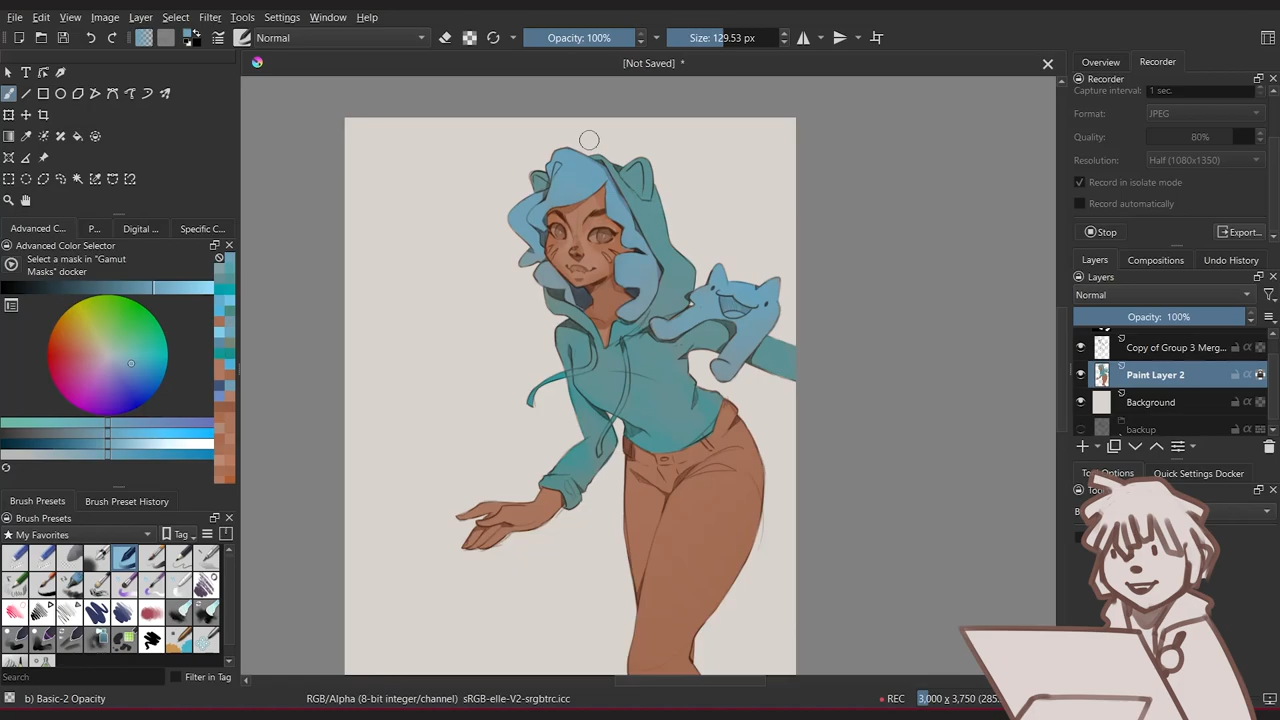 File Edit View Image Layer Select Filter Tools Settings Window Help
Normal Opacity: 100% Size: 129.53 px
[Not Saved] *
Overview Recorder
Recorder
Capture interval: 1 sec.
Format: JPEG
Quality: 80%
Resolution: Half (1080x1350)
Record in isolate mode
Record automatically
Stop Export...
Advanced C... P... Digital ... Specific C...
Advanced Color Selector
Select a mask in "Gamut
Masks" docker
Layers Compositions Undo History
Layers
Normal
Opacity: 100%
Copy of Group 3 Merg...
Paint Layer 2
Background
backup
Tool Options Quick Settings Docker
Brush Presets Brush Preset History
Brush Presets
My Favorites Tag
Search Filter in Tag
b) Basic-2 Opacity RGB/Alpha (8-bit integer/channel) sRGB-elle-V2-srgbtrc.icc REC 3,000 x 3,750 (285.